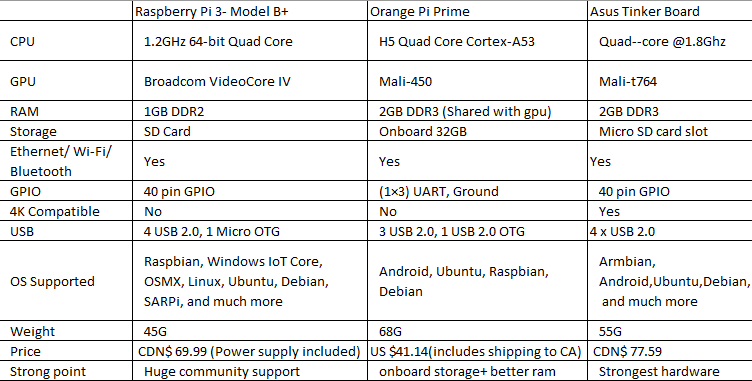 Raspberry Pi 3- Model B+ Orange Pi Prime Asus Tinker Board
CPU 1.2GHz 64-bit Quad Core H5 Quad Core Cortex-A53 Quad--core @1.8Ghz
GPU Broadcom VideoCore IV Mali-450 Mali-t764
RAM 1GB DDR2 2GB DDR3 (Shared with gpu) 2GB DDR3
Storage SD Card Onboard 32GB Micro SD card slot
Ethernet/ Wi-Fi/
Bluetooth Yes Yes Yes
GPIO 40 pin GPIO (1×3) UART, Ground 40 pin GPIO
4K Compatible No No Yes
USB 4 USB 2.0, 1 Micro OTG 3 USB 2.0, 1 USB 2.0 OTG 4 x USB 2.0
OS Supported Raspbian, Windows IoT Core,
OSMX, Linux, Ubuntu, Debian,
SARPi, and much more Android, Ubuntu, Raspbian,
Debian Armbian,
Android,Ubuntu,Debian,
and much more
Weight 45G 68G 55G
Price CDN$ 69.99 (Power supply included) US $41.14(includes shipping to CA) CDN$ 77.59
Strong point Huge community support onboard storage+ better ram Strongest hardware